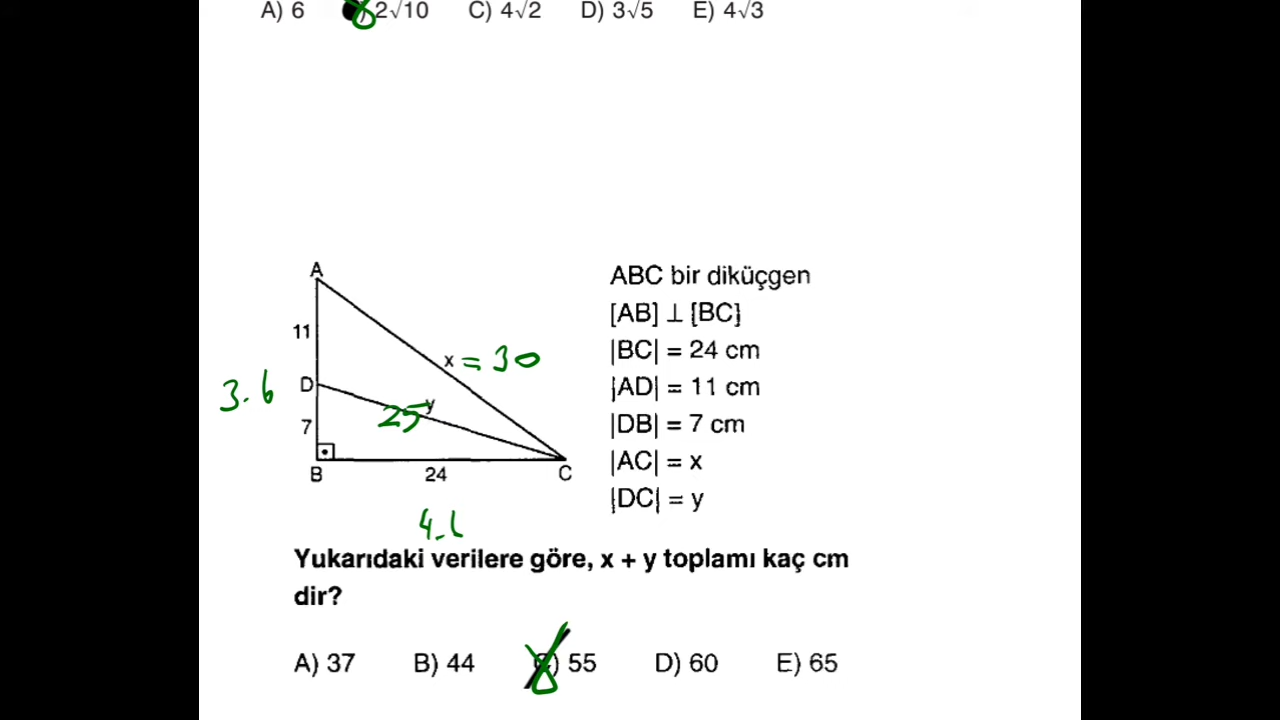 A) 6 B) 2√10 C) 4√2 D) 3√5 E) 4√3
A
11
x = 30
D
3.6
y
25
7
B
24
C
4.6
ABC bir diküçgen
[AB] ⊥ [BC]
|BC| = 24 cm
|AD| = 11 cm
|DB| = 7 cm
|AC| = x
|DC| = y
Yukarıdaki verilere göre, x + y toplamı kaç cm
dir?
A) 37 B) 44 C) 55 D) 60 E) 65